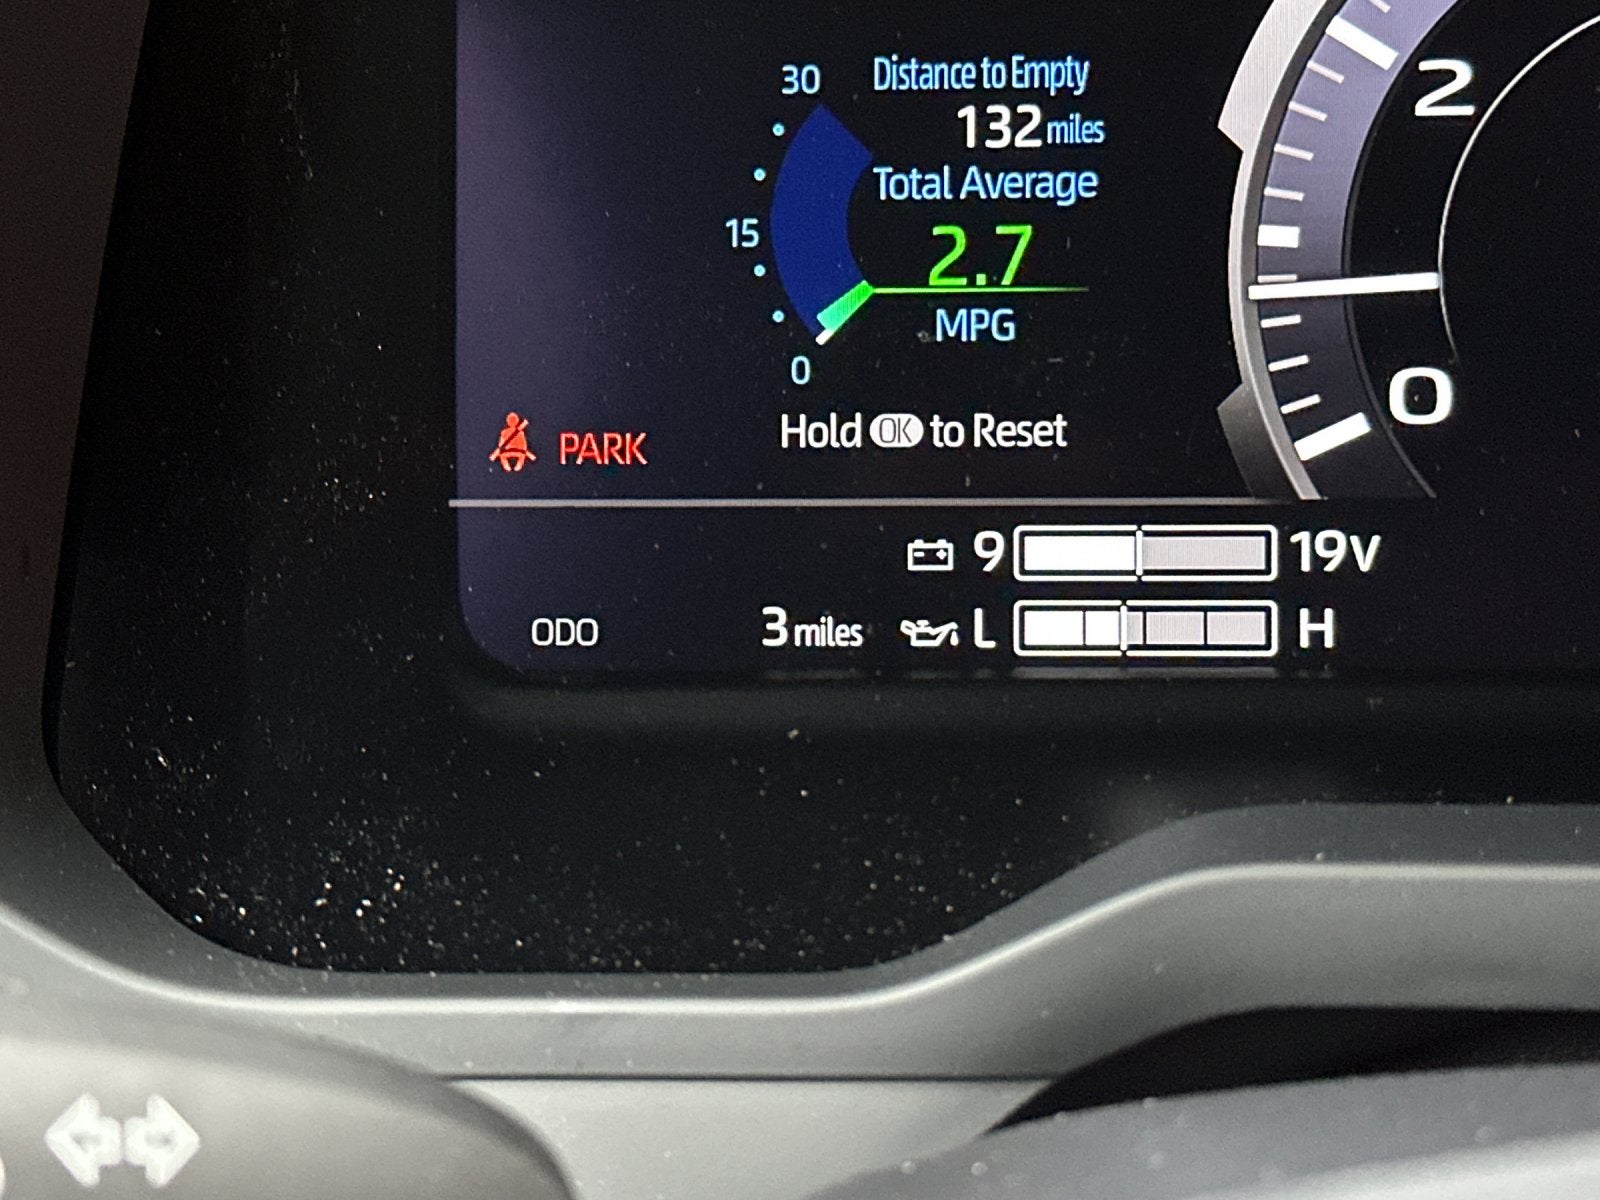 30
Distance to Empty
132 miles
Total Average
15
2.7
MPG
0
Hold OK to Reset
PARK
2
0
9 19V
ODO 3 miles L H